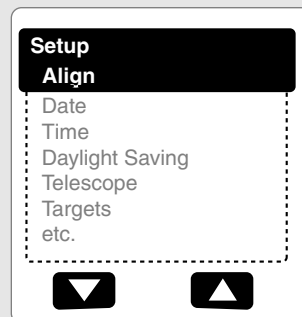 Setup
Align
Date
Time
Daylight Saving
Telescope
Targets
etc.